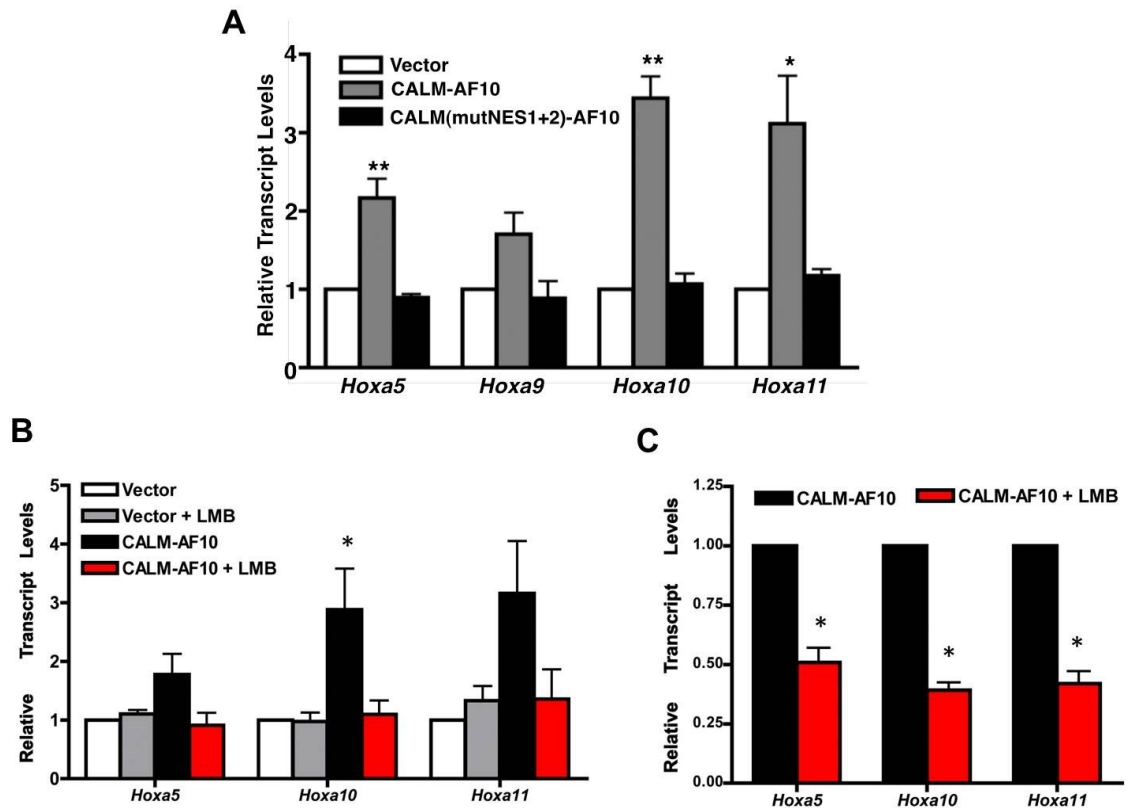 A
Relative Transcript Levels
4
3
2
1
0
Vector
CALM-AF10
CALM(mutNES1+2)-AF10
**
**
*
Hoxa5 Hoxa9 Hoxa10 Hoxa11
B
Relative Transcript Levels
5
4
3
2
1
0
Vector
Vector + LMB
CALM-AF10
CALM-AF10 + LMB
*
Hoxa5 Hoxa10 Hoxa11
C
Relative Transcript Levels
1.25
1.00
0.75
0.50
0.25
0.00
CALM-AF10 CALM-AF10 + LMB
*
*
*
Hoxa5 Hoxa10 Hoxa11